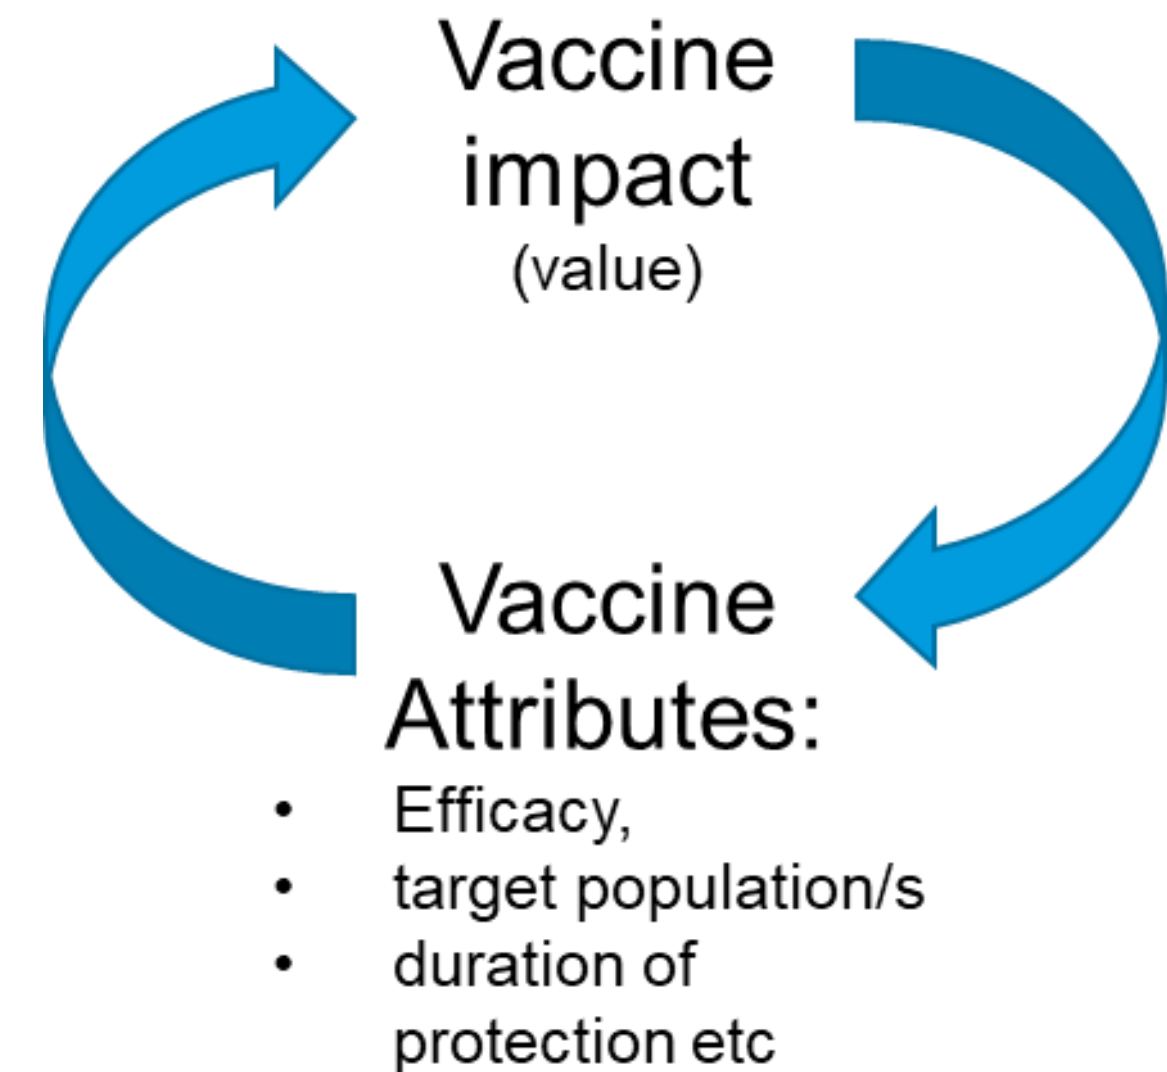 Vaccine
impact
(value)
Vaccine
Attributes:
• Efficacy,
• target population/s
• duration of
protection etc